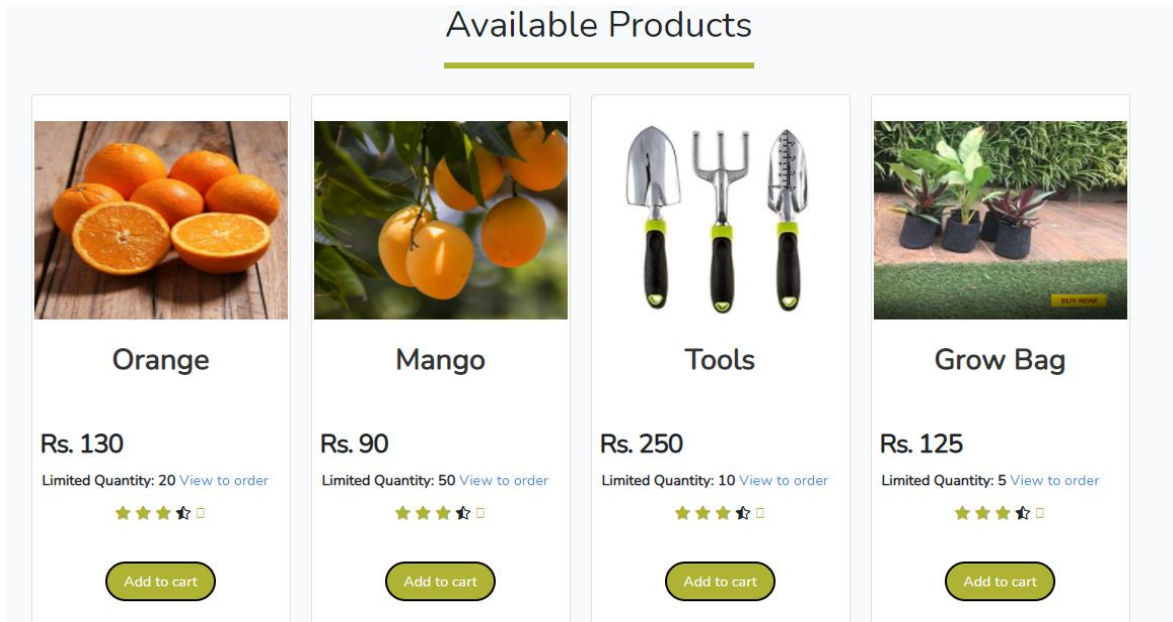 Available Products
Orange
Rs. 130
Limited Quantity: 20 View to order
Add to cart
Mango
Rs. 90
Limited Quantity: 50 View to order
Add to cart
Tools
Rs. 250
Limited Quantity: 10 View to order
Add to cart
BUY NOW
Grow Bag
Rs. 125
Limited Quantity: 5 View to order
Add to cart